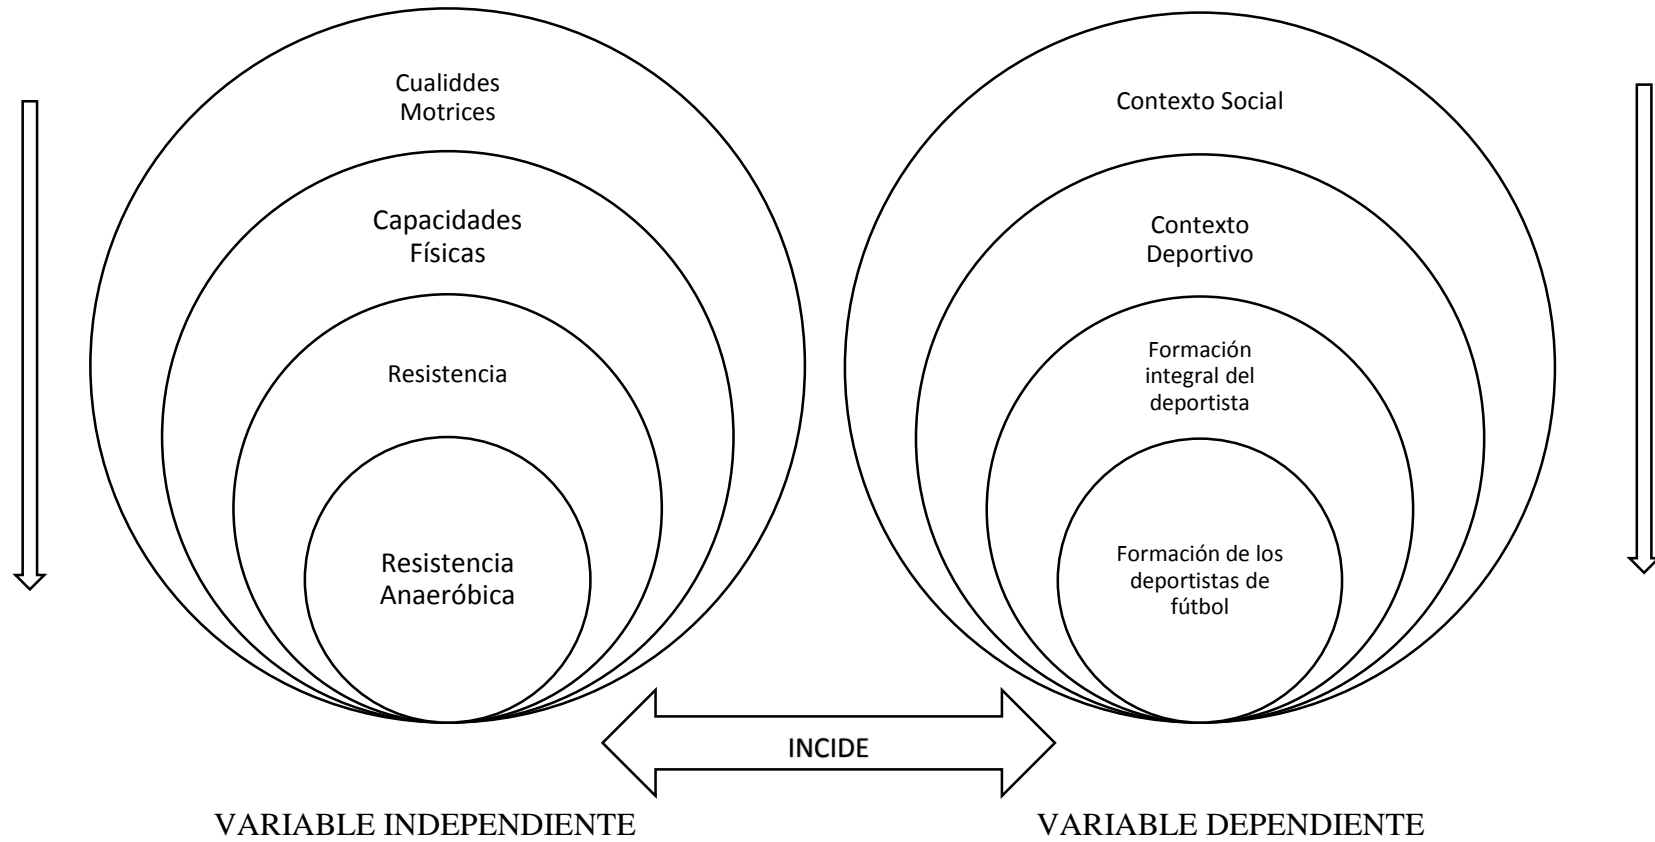 Cualiddes
Motrices
Capacidades
Físicas
Resistencia
Resistencia
Anaeróbica
Contexto Social
Contexto
Deportivo
Formación
integral del
deportista
Formación de los
deportistas de
fútbol
INCIDE
VARIABLE INDEPENDIENTE
VARIABLE DEPENDIENTE